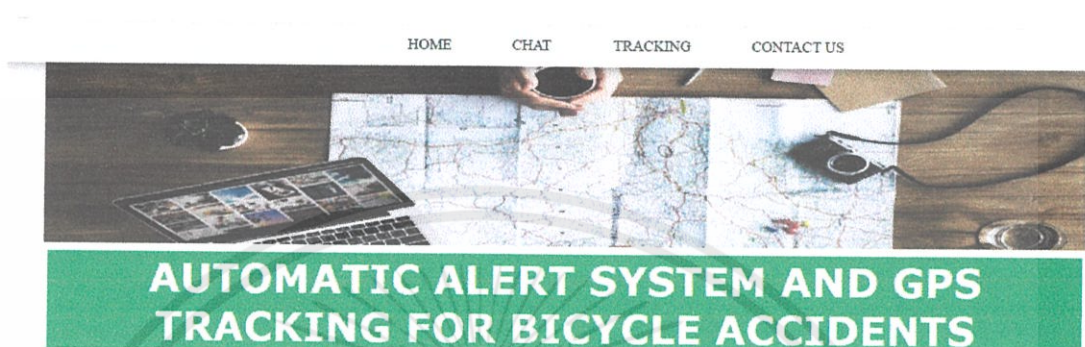 HOME CHAT TRACKING CONTACT US
AUTOMATIC ALERT SYSTEM AND GPS
TRACKING FOR BICYCLE ACCIDENTS